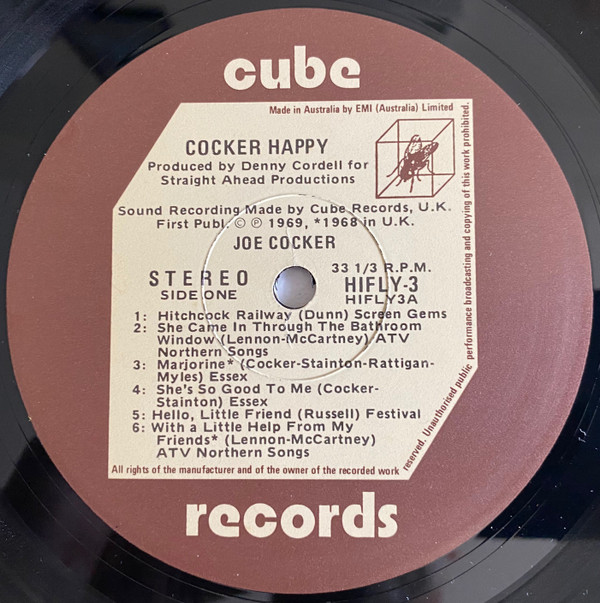 cube
Made in Australia by EMI (Australia) Limited
COCKER HAPPY
Produced by Denny Cordell for
Straight Ahead Productions
Sound Recording Made by Cube Records, U.K.
First Publ. © ℗ 1969, *1968 in U.K.
JOE COCKER
STEREO
SIDE ONE
33 1/3 R.P.M.
HIFLY-3
HIFLY3A
1: Hitchcock Railway (Dunn) Screen Gems
2: She Came In Through The Bathroom
Window (Lennon-McCartney) ATV
Northern Songs
3: Marjorine* (Cocker-Stainton-Rattigan-
Myles) Essex
4: She's So Good To Me (Cocker-
Stainton) Essex
5: Hello, Little Friend (Russell) Festival
6: With a Little Help From My
Friends* (Lennon-McCartney)
ATV Northern Songs
All rights of the manufacturer and of the owner of the recorded work
reserved. Unauthorised public
performance broadcasting and copying of this work prohibited.
records